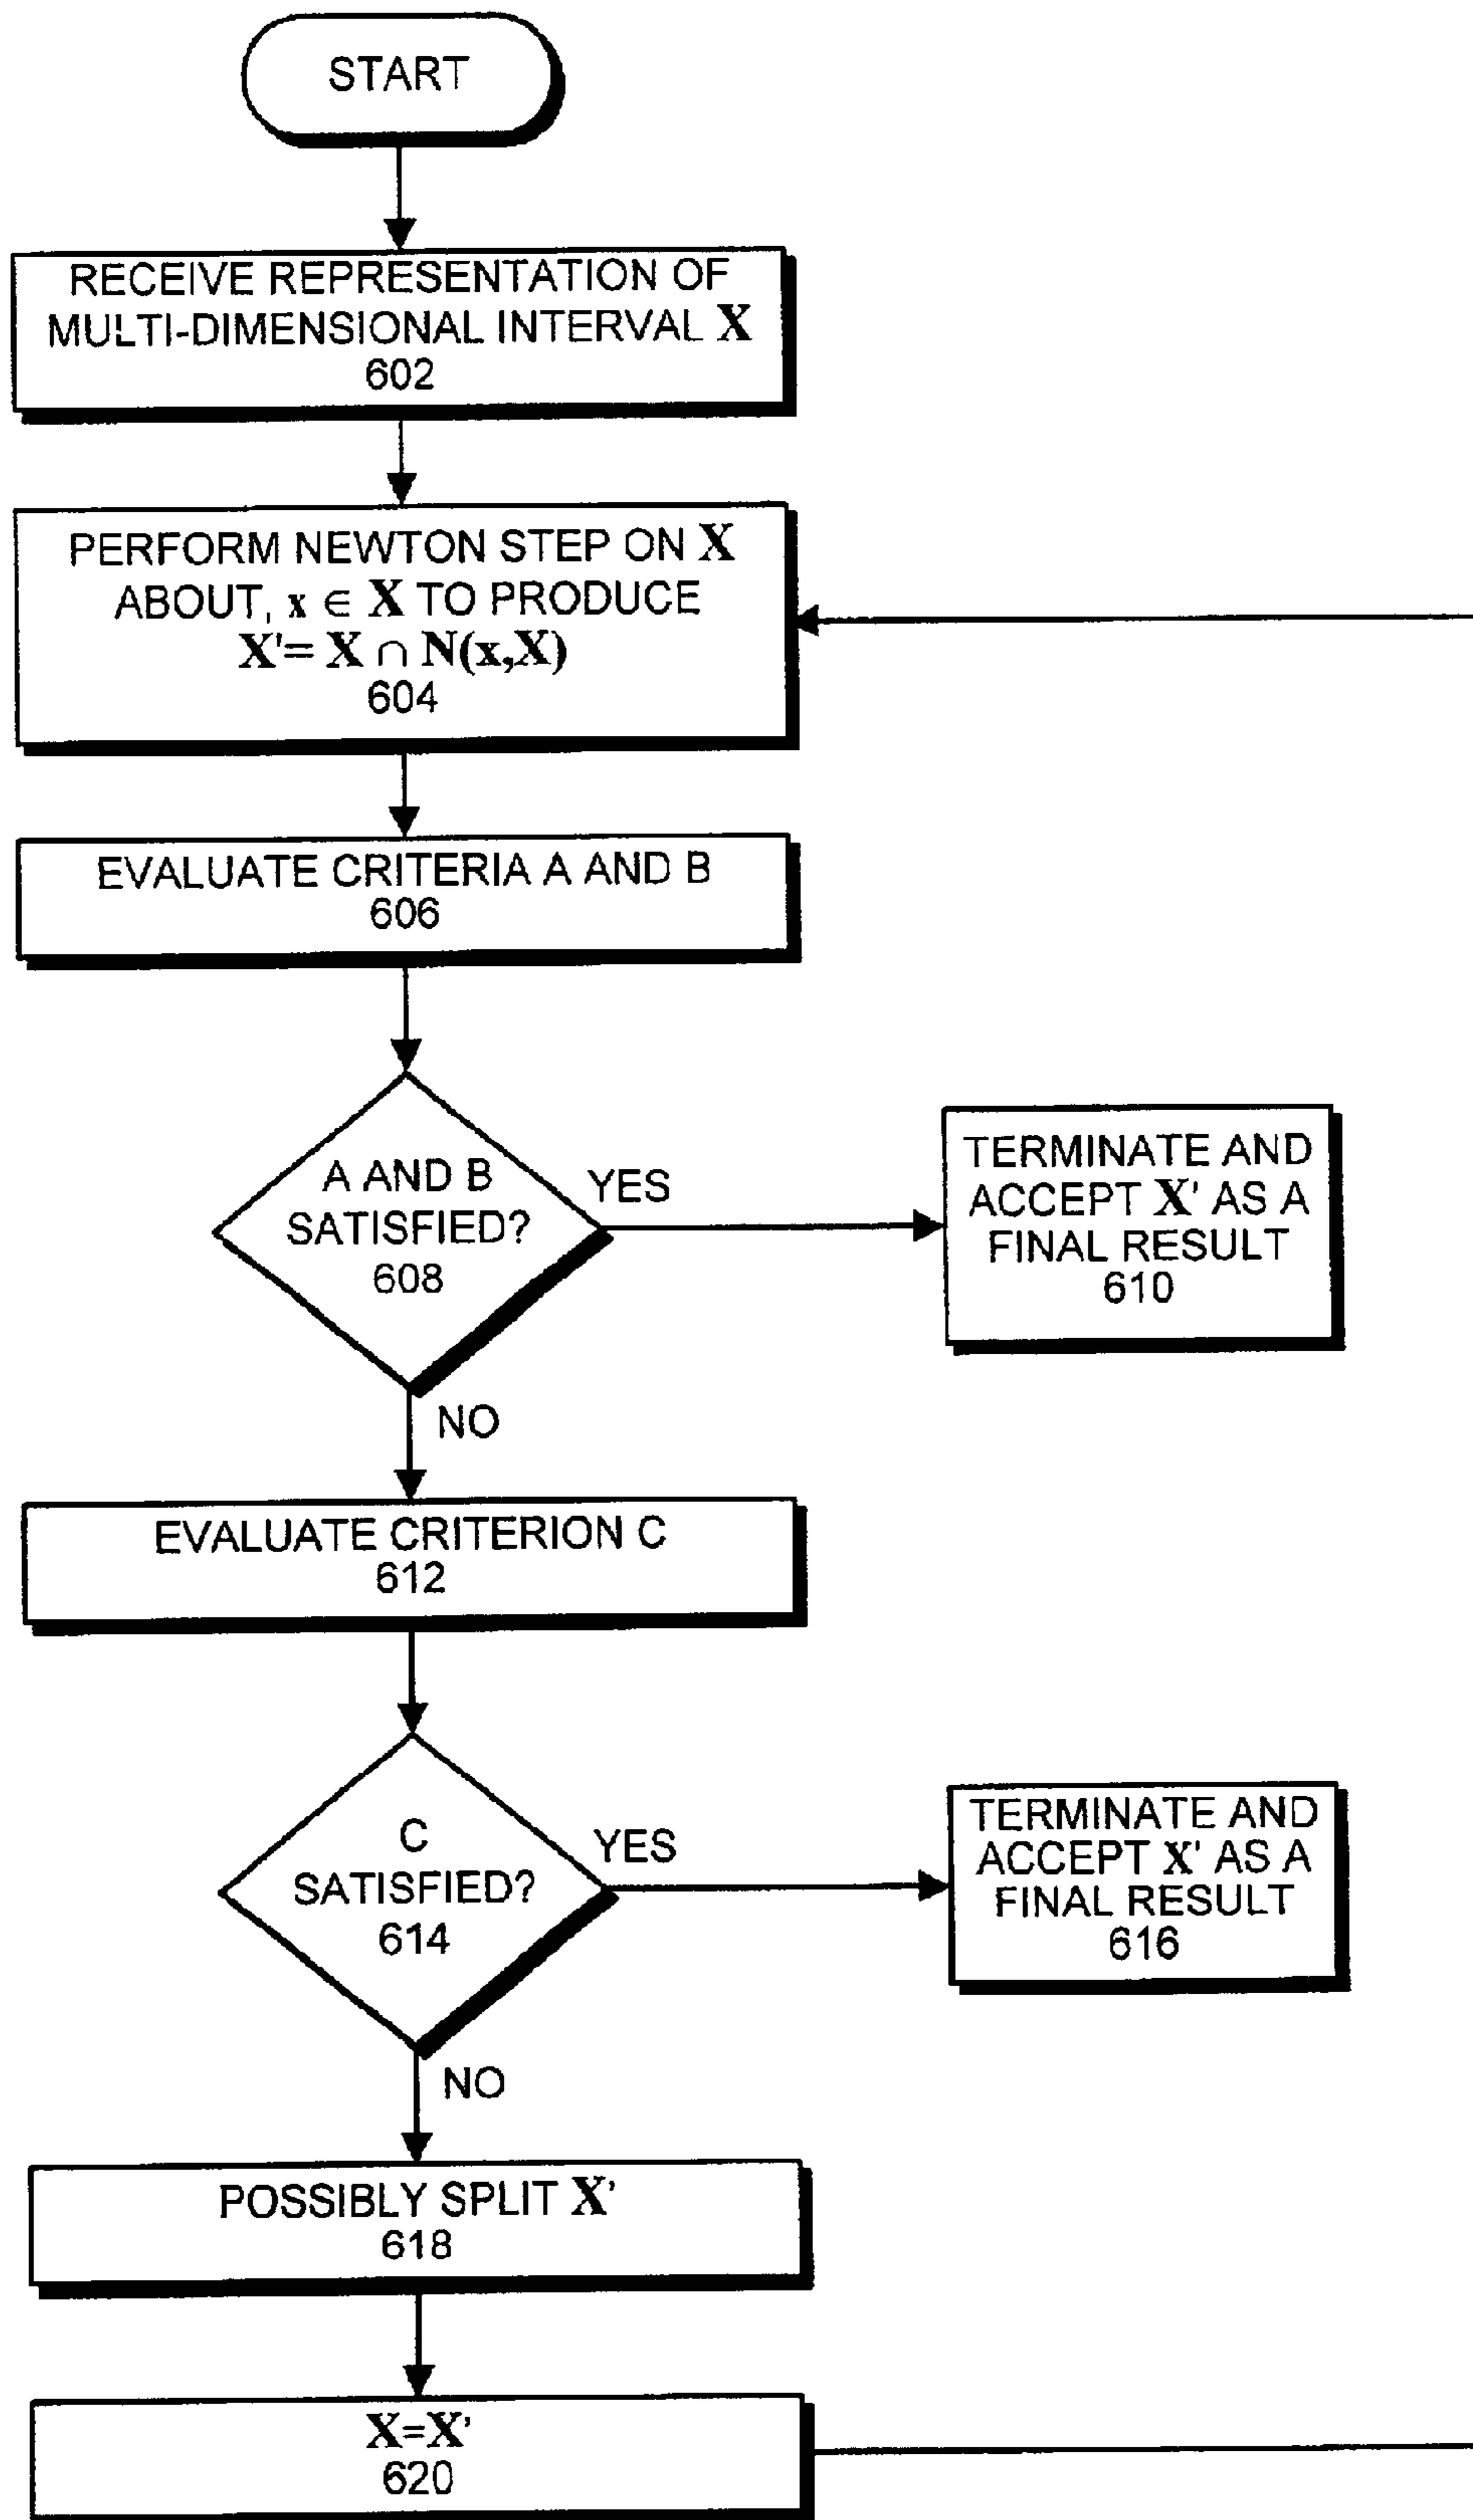 START
RECEIVE REPRESENTATION OF
MULTI-DIMENSIONAL INTERVAL X
602
PERFORM NEWTON STEP ON X
ABOUT, x ∈ X TO PRODUCE
X'= X ∩ N(x,X)
604
EVALUATE CRITERIA A AND B
606
A AND B
SATISFIED?
608
YES
TERMINATE AND
ACCEPT X' AS A
FINAL RESULT
610
NO
EVALUATE CRITERION C
612
C
SATISFIED?
614
YES
TERMINATE AND
ACCEPT X' AS A
FINAL RESULT
616
NO
POSSIBLY SPLIT X'
618
X=X'
620